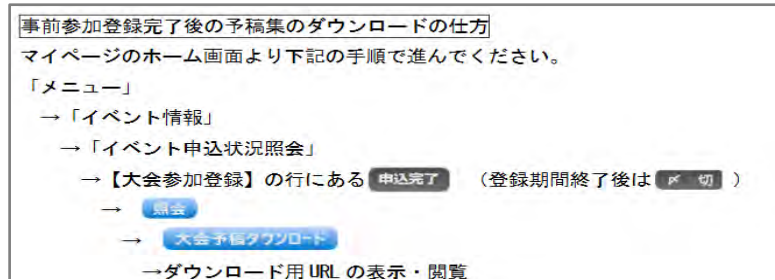 事前参加登録完了後の予稿集のダウンロードの仕方
マイページのホーム画面より下記の手順で進んでください。
「メニュー」
→「イベント情報」
→「イベント申込状況照会」
→【大会参加登録】の行にある 申込完了 （登録期間終了後は 〆 切 ）
→ 照会
→ 大会予稿ダウンロード
→ダウンロード用 URL の表示・閲覧